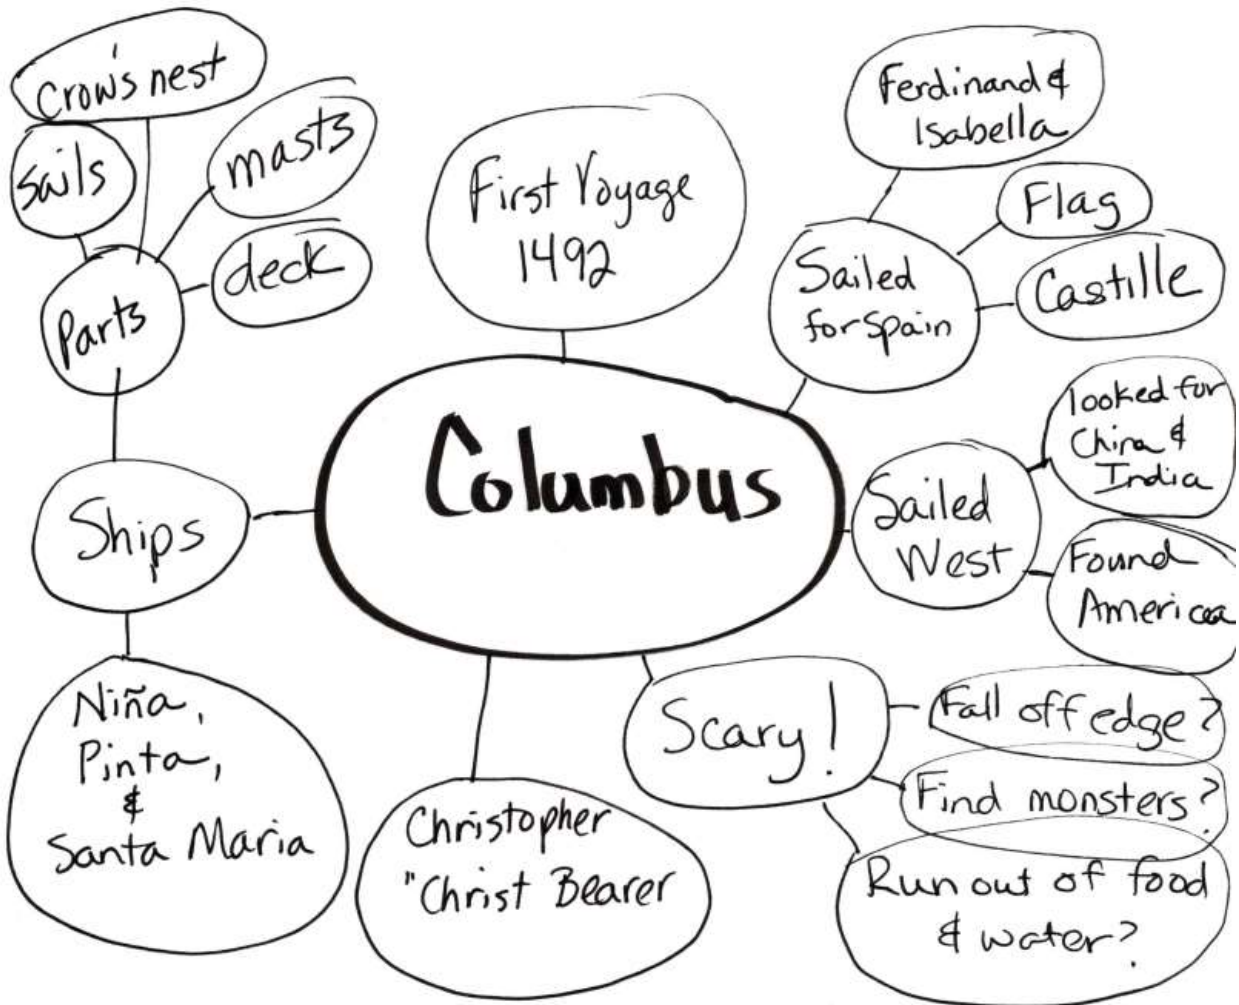 Crow's nest
Sails
masts
deck
Parts
First Voyage
1492
Ferdinand &
Isabella
Flag
Castille
Sailed
for Spain
Columbus
looked for
China &
India
Sailed
West
Found
America
Ships
Niña,
Pinta,
&
Santa Maria
Christopher
"Christ Bearer
Scary!
Fall off edge?
Find monsters?
Run out of food
& water?